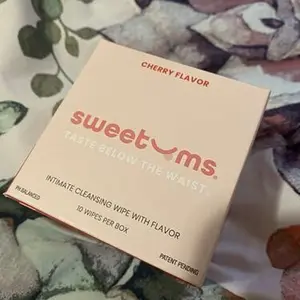 CHERRY FLAVOR
sweetums®
TASTE BELOW THE WAIST.
INTIMATE CLEANSING WIPE WITH FLAVOR
PH BALANCED
10 WIPES PER BOX
PATENT PENDING